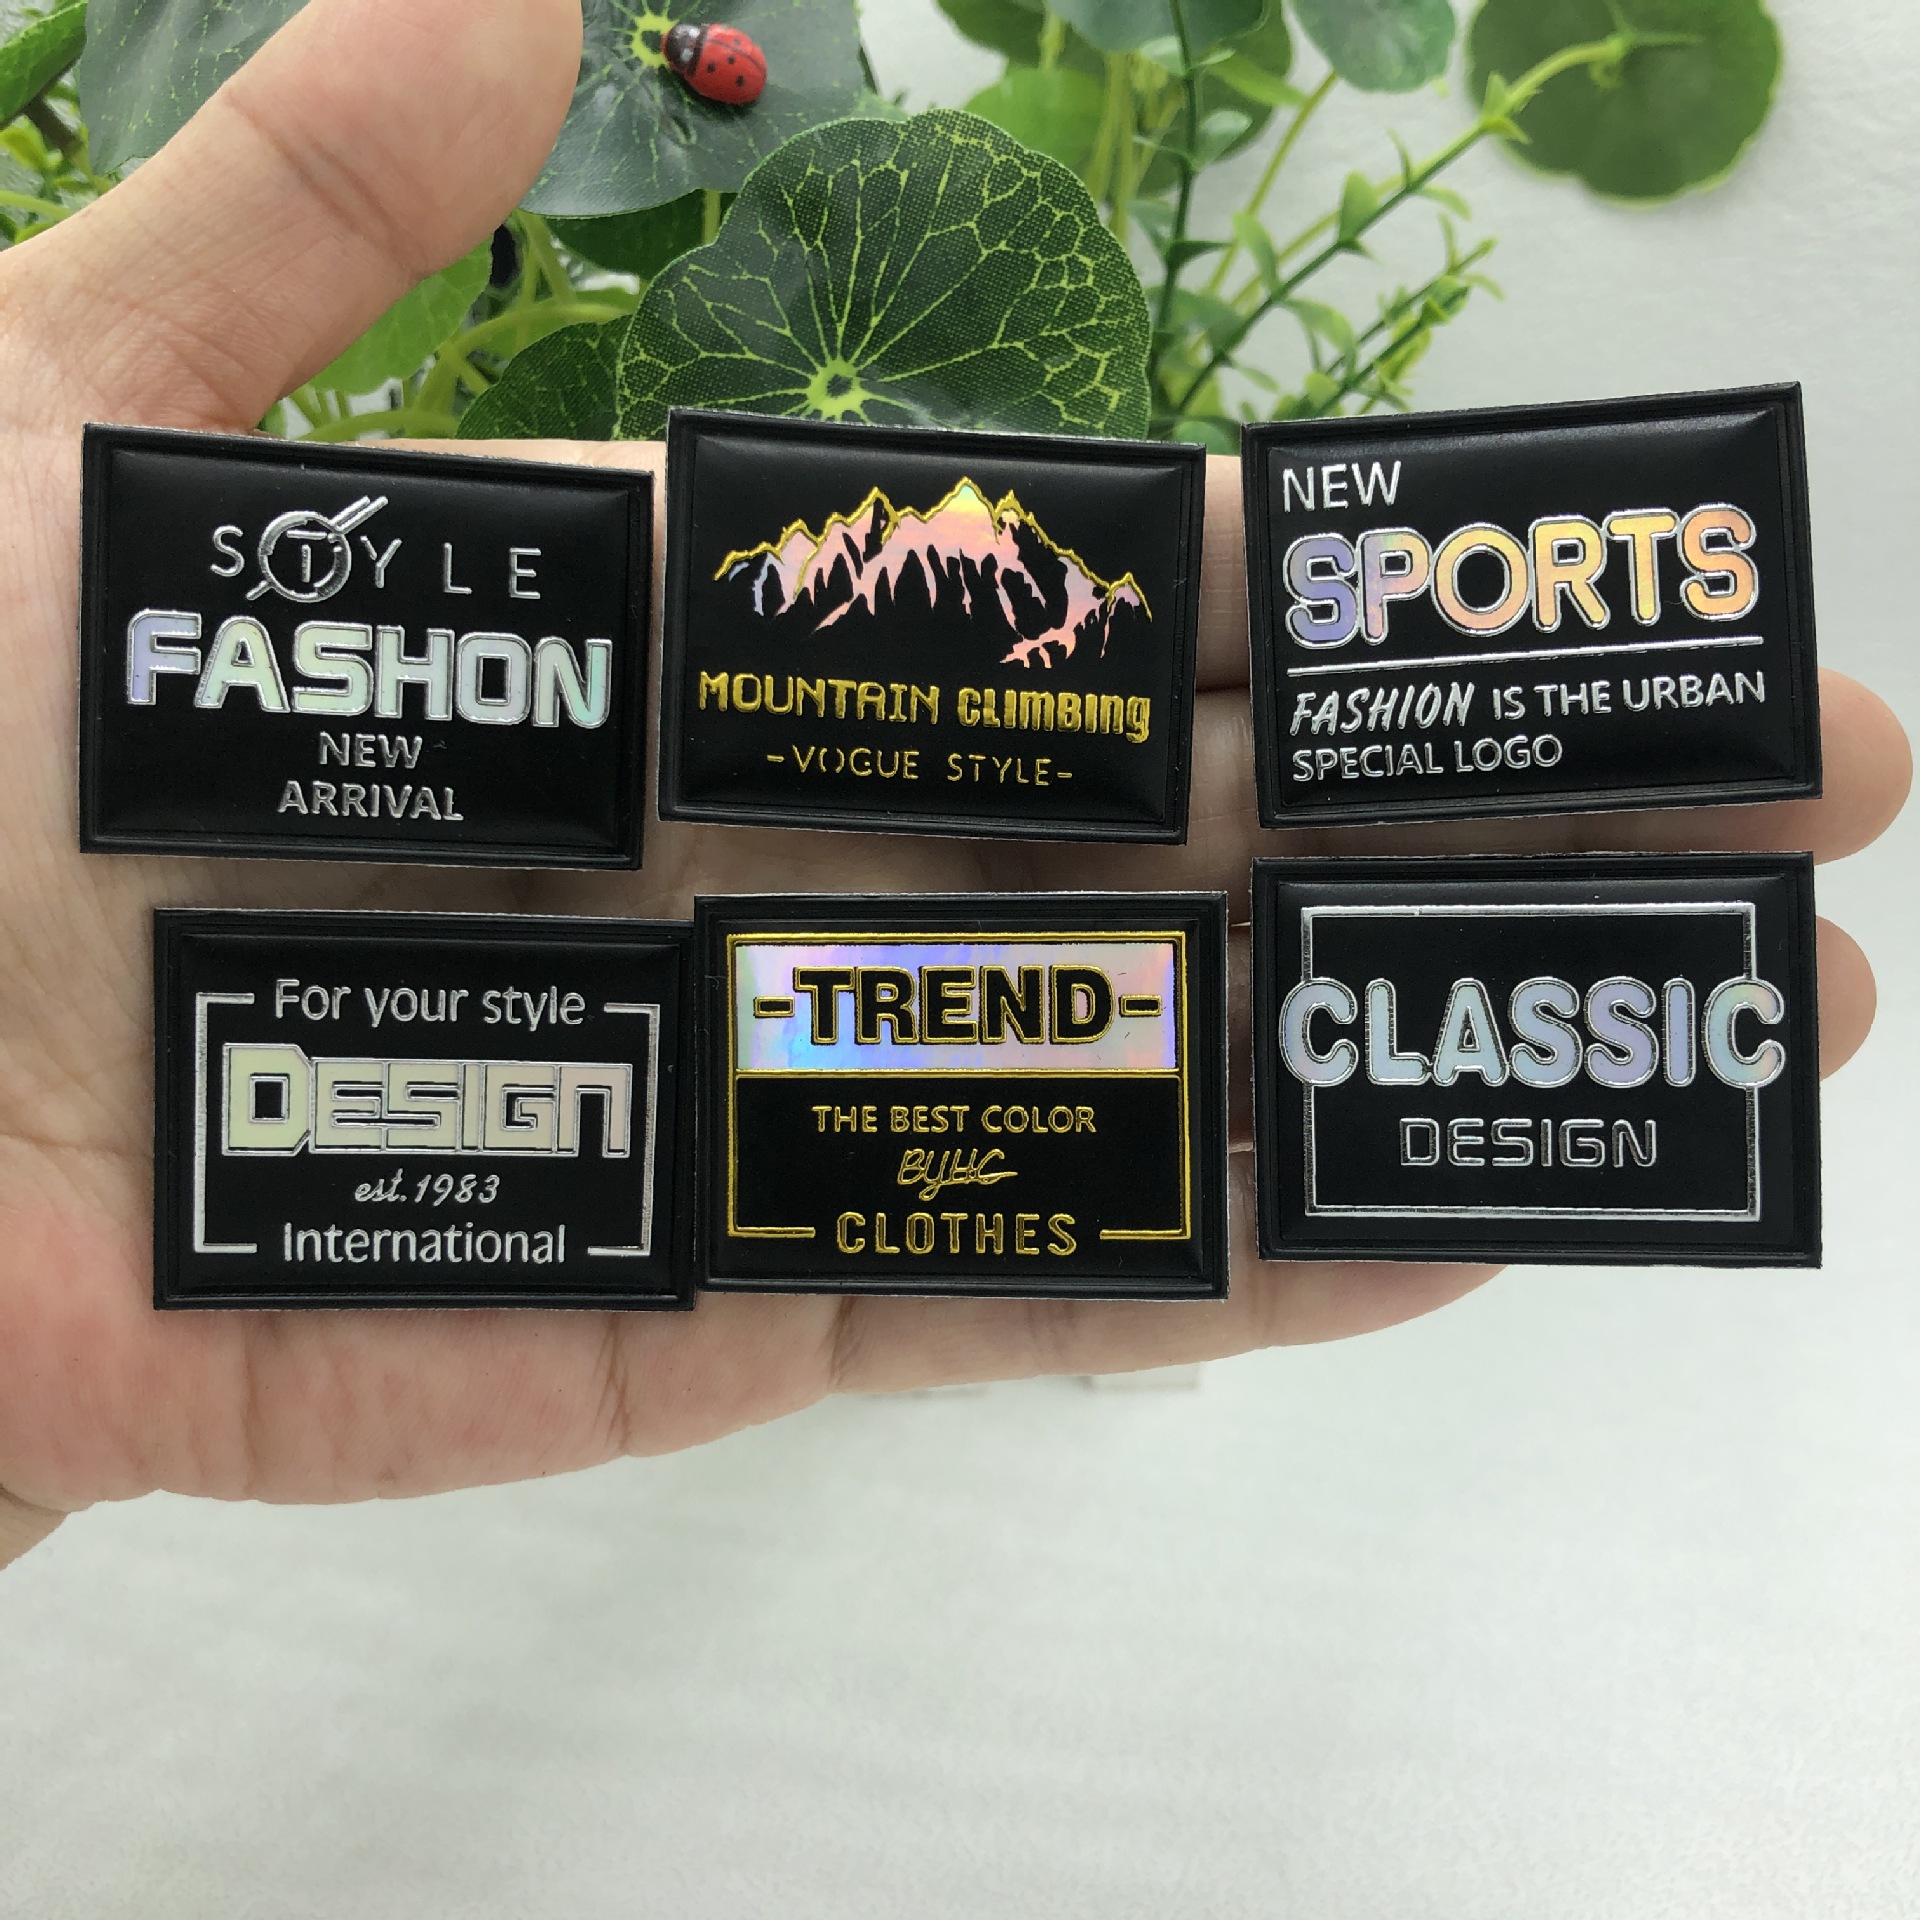 STYLE
FASHON
NEW
ARRIVAL
MOUNTAIN CLIMBING
-VOGUE STYLE-
NEW
SPORTS
FASHION IS THE URBAN
SPECIAL LOGO
For your style
DESIGN
est.1983
International
-TREND-
THE BEST COLOR
BYHC
CLOTHES
CLASSIC
DESIGN